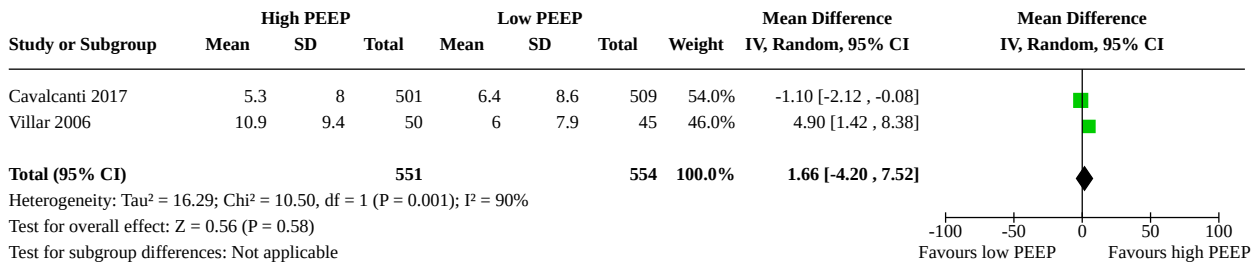 High PEEP Low PEEP Mean Difference Mean Difference
Study or Subgroup Mean SD Total Mean SD Total Weight IV, Random, 95% CI IV, Random, 95% CI
Cavalcanti 2017 5.3 8 501 6.4 8.6 509 54.0% -1.10 [-2.12 , -0.08]
Villar 2006 10.9 9.4 50 6 7.9 45 46.0% 4.90 [1.42 , 8.38]
Total (95% CI) 551 554 100.0% 1.66 [-4.20 , 7.52]
Heterogeneity: Tau² = 16.29; Chi² = 10.50, df = 1 (P = 0.001); I² = 90%
Test for overall effect: Z = 0.56 (P = 0.58)
Test for subgroup differences: Not applicable
-100 -50 0 50 100
Favours low PEEP Favours high PEEP